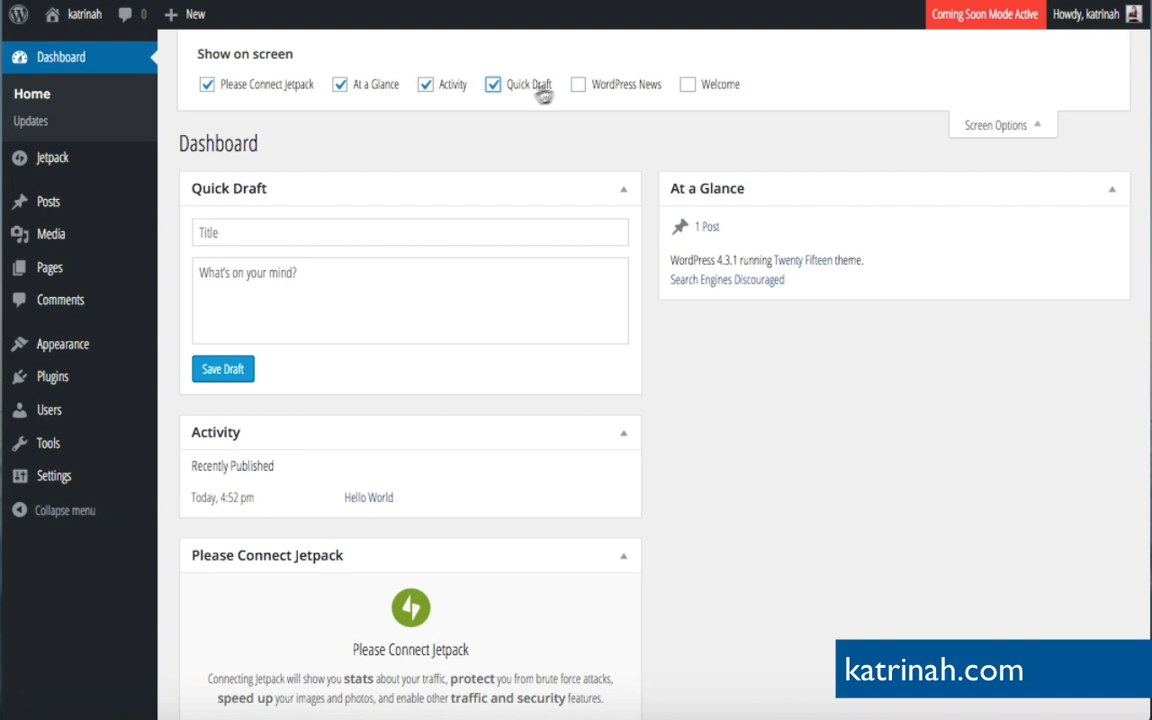 katrinah
0
New
Coming Soon Mode Active
Howdy, katrinah
Dashboard
Home
Updates
Jetpack
Posts
Media
Pages
Comments
Appearance
Plugins
Users
Tools
Settings
Collapse menu
Show on screen
Please Connect Jetpack
At a Glance
Activity
Quick Draft
WordPress News
Welcome
Screen Options
Dashboard
Quick Draft
Title
What's on your mind?
Save Draft
Activity
Recently Published
Today, 4:52 pm
Hello World
Please Connect Jetpack
Please Connect Jetpack
Connecting Jetpack will show you stats about your traffic, protect you from brute force attacks,
speed up your images and photos, and enable other traffic and security features.
At a Glance
1 Post
WordPress 4.3.1 running Twenty Fifteen theme.
Search Engines Discouraged
katrinah.com